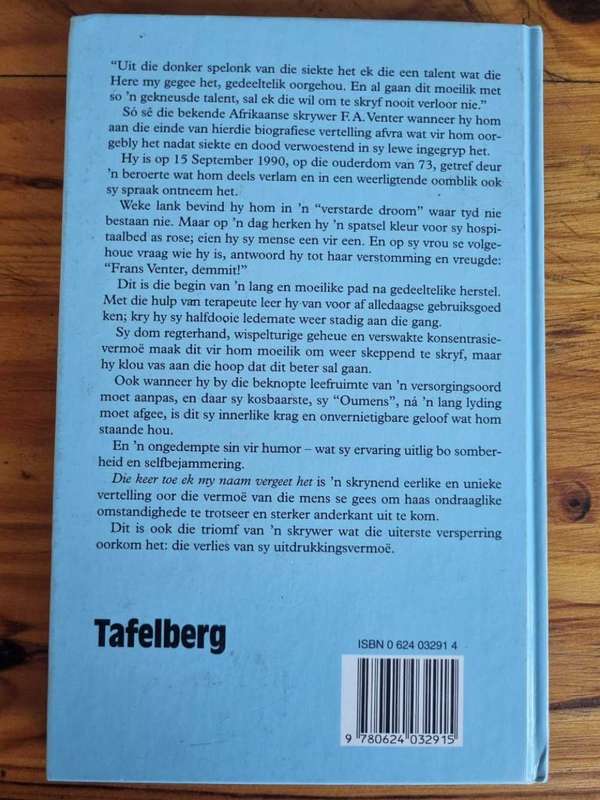 “Uit die donker spelonk van die siekte het ek die een talent wat die
Here my gegee het, gedeeltelik oorgehou. En al gaan dit moeilik met
so ’n gekneusde talent, sal ek die wil om te skryf nooit verloor nie.”
Só sê die bekende Afrikaanse skrywer F. A. Venter wanneer hy hom
aan die einde van hierdie biografiese vertelling afvra wat vir hom oor-
gebly het nadat siekte en dood verwoestend in sy lewe ingegryp het.
Hy is op 15 September 1990, op die ouderdom van 73, getref deur
’n beroerte wat hom deels verlam en in een weerligtende oomblik ook
sy spraak ontneem het.
Weke lank bevind hy hom in ’n “verstarde droom” waar tyd nie
bestaan nie. Maar op ’n dag herken hy ’n spatsel kleur voor sy hospi-
taalbed as rose; eien hy sy mense een vir een. En op sy vrou se volge-
houe vraag wie hy is, antwoord hy tot haar verstomming en vreugde:
“Frans Venter, demmit!”
Dit is die begin van ’n lang en moeilike pad na gedeeltelike herstel.
Met die hulp van terapeute leer hy van voor af alledaagse gebruiksgoed
ken; kry hy sy halfdooie ledemate weer stadig aan die gang.
Sy dom regterhand, wispelturige geheue en verswakte konsentrasie-
vermoë maak dit vir hom moeilik om weer skeppend te skryf, maar
hy klou vas aan die hoop dat dit beter sal gaan.
Ook wanneer hy by die beknopte leefruimte van ’n versorgingsoord
moet aanpas, en daar sy kosbaarste, sy “Oumens”, ná ’n lang lyding
moet afgee, is dit sy innerlike krag en onvernietigbare geloof wat hom
staande hou.
En ’n ongedempte sin vir humor – wat sy ervaring uitlig bo somber-
heid en selfbejammering.
Die keer toe ek my naam vergeet het is ’n skrynend eerlike en unieke
vertelling oor die vermoë van die mens se gees om haas ondraaglike
omstandighede te trotseer en sterker anderkant uit te kom.
Dit is ook die triomf van ’n skrywer wat die uiterste versperring
oorkom het: die verlies van sy uitdrukkingsvermoë.
Tafelberg
ISBN 0 624 03291 4
9 780624 032915